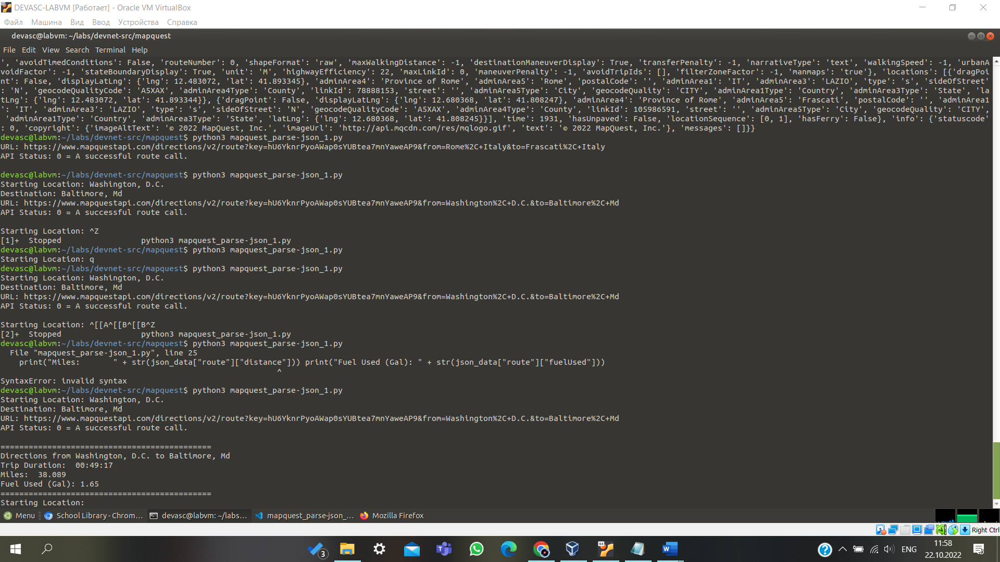 DEVASC-LABVM [Работает] - Oracle VM VirtualBox
Файл Машина Вид Ввод Устройства Справка
devasc@labvm: ~/labs/devnet-src/mapquest
File Edit View Search Terminal Help
', 'avoidTimedConditions': False, 'routeNumber': 0, 'shapeFormat': 'raw', 'maxWalkingDistance': -1, 'destinationManeuverDisplay': True, 'transferPenalty': -1, 'narrativeType': 'text', 'walkingSpeed': -1, 'urbanA
voidFactor': -1, 'stateBoundaryDisplay': True, 'unit': 'M', 'highwayEfficiency': 22, 'maxLinkId': 0, 'maneuverPenalty': -1, 'avoidTripIds': [], 'filterZoneFactor': -1, 'manmaps': 'true'}, 'locations': [{'dragPoi
nt': False, 'displayLatLng': {'lng': 12.483072, 'lat': 41.893345}, 'adminArea4': 'Province of Rome', 'adminArea5': 'Rome', 'postalCode': '', 'adminArea1': 'IT', 'adminArea3': 'LAZIO', 'type': 's', 'sideOfStreet'
: 'N', 'geocodeQualityCode': 'A5XAX', 'adminArea4Type': 'County', 'linkId': 78888153, 'street': '', 'adminArea5Type': 'City', 'geocodeQuality': 'CITY', 'adminArea1Type': 'Country', 'adminArea3Type': 'State', 'la
tLng': {'lng': 12.483072, 'lat': 41.893344}}, {'dragPoint': False, 'displayLatLng': {'lng': 12.680368, 'lat': 41.808247}, 'adminArea4': 'Province of Rome', 'adminArea5': 'Frascati', 'postalCode': '', 'adminArea1
': 'IT', 'adminArea3': 'LAZIO', 'type': 's', 'sideOfStreet': 'N', 'geocodeQualityCode': 'A5XAX', 'adminArea4Type': 'County', 'linkId': 105986591, 'street': '', 'adminArea5Type': 'City', 'geocodeQuality': 'CITY',
 'adminArea1Type': 'Country', 'adminArea3Type': 'State', 'latLng': {'lng': 12.680368, 'lat': 41.808245}}], 'time': 1931, 'hasUnpaved': False, 'locationSequence': [0, 1], 'hasFerry': False}, 'info': {'statuscode'
: 0, 'copyright': {'imageAltText': '© 2022 MapQuest, Inc.', 'imageUrl': 'http://api.mqcdn.com/res/mqlogo.gif', 'text': '© 2022 MapQuest, Inc.'}, 'messages': []}}
devasc@labvm:~/labs/devnet-src/mapquest$ python3 mapquest_parse-json_1.py
URL: https://www.mapquestapi.com/directions/v2/route?key=hU6YknrPyoAWap0sYUBtea7mnYaweAP9&from=Rome%2C+Italy&to=Frascati%2C+Italy
API Status: 0 = A successful route call.
devasc@labvm:~/labs/devnet-src/mapquest$ python3 mapquest_parse-json_1.py
Starting Location: Washington, D.C.
Destination: Baltimore, Md
URL: https://www.mapquestapi.com/directions/v2/route?key=hU6YknrPyoAWap0sYUBtea7mnYaweAP9&from=Washington%2C+D.C.&to=Baltimore%2C+Md
API Status: 0 = A successful route call.
Starting Location: ^Z
[1]+  Stopped                 python3 mapquest_parse-json_1.py
devasc@labvm:~/labs/devnet-src/mapquest$ python3 mapquest_parse-json_1.py
Starting Location: q
devasc@labvm:~/labs/devnet-src/mapquest$ python3 mapquest_parse-json_1.py
Starting Location: Washington, D.C.
Destination: Baltimore, Md
URL: https://www.mapquestapi.com/directions/v2/route?key=hU6YknrPyoAWap0sYUBtea7mnYaweAP9&from=Washington%2C+D.C.&to=Baltimore%2C+Md
API Status: 0 = A successful route call.
Starting Location: ^[[A^[[B^[[B^Z
[2]+  Stopped                 python3 mapquest_parse-json_1.py
devasc@labvm:~/labs/devnet-src/mapquest$ python3 mapquest_parse-json_1.py
  File "mapquest_parse-json_1.py", line 25
    print("Miles:       " + str(json_data["route"]["distance"])) print("Fuel Used (Gal): " + str(json_data["route"]["fuelUsed"]))
^
SyntaxError: invalid syntax
devasc@labvm:~/labs/devnet-src/mapquest$ python3 mapquest_parse-json_1.py
Starting Location: Washington, D.C.
Destination: Baltimore, Md
URL: https://www.mapquestapi.com/directions/v2/route?key=hU6YknrPyoAWap0sYUBtea7mnYaweAP9&from=Washington%2C+D.C.&to=Baltimore%2C+Md
API Status: 0 = A successful route call.
=============================================
Directions from Washington, D.C. to Baltimore, Md
Trip Duration:  00:49:17
Miles:  38.089
Fuel Used (Gal): 1.65
=============================================
Starting Location:
Menu School Library - Chrom... devasc@labvm: ~/labs... mapquest_parse-json_... Mozilla Firefox
Right Ctrl
3 ENG 11:58
22.10.2022